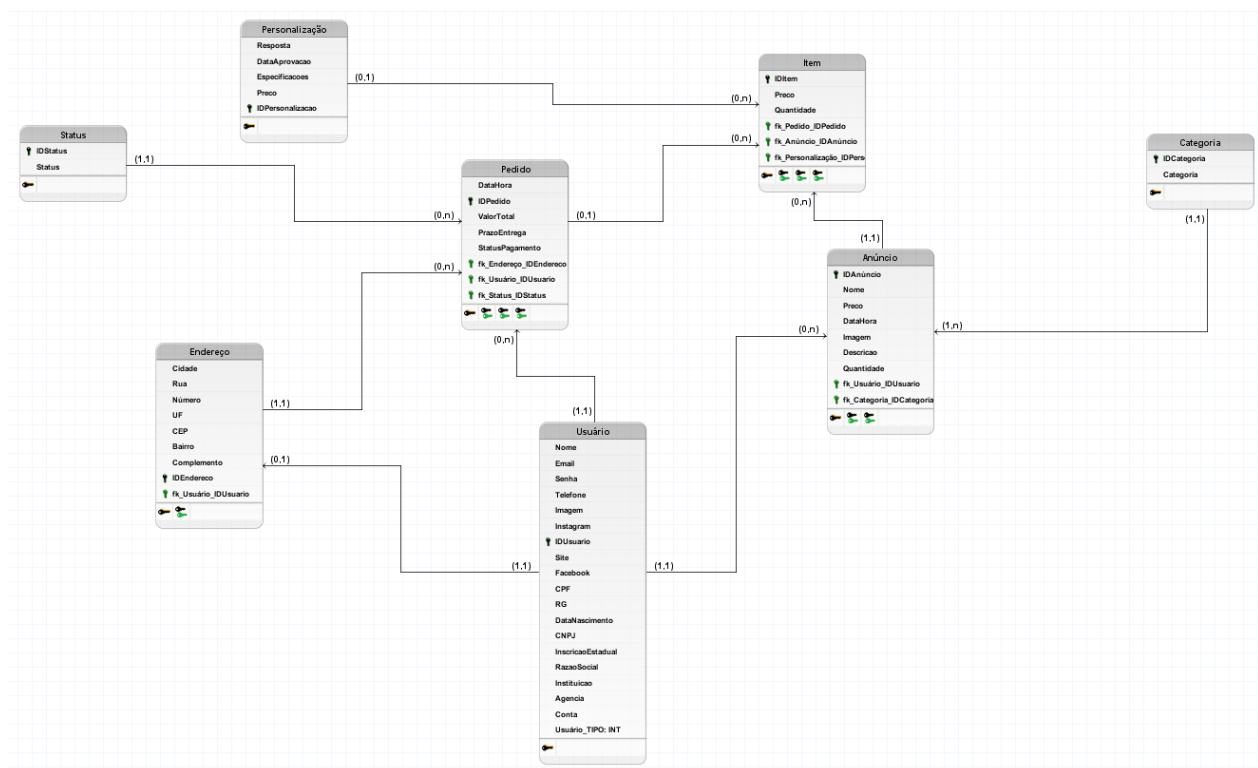 Personalização
Resposta
DataAprovacao
Especificacoes
Preco
IDPersonalizacao
(0,1)
(0,n)
Item
IDItem
Preco
Quantidade
fk_Pedido_IDPedido
fk_Anúncio_IDAnúncio
fk_Personalização_IDPers
(0,n)
Status
IDStatus
Status
(1,1)
(0,n)
Pedido
DataHora
IDPedido
ValorTotal
PrazoEntrega
StatusPagamento
fk_Endereço_IDEndereco
fk_Usuário_IDUsuario
fk_Status_IDStatus
(0,1)
(0,n)
(0,n)
Categoria
IDCategoria
Categoria
(1,1)
(0,n)
(1,1)
Anúncio
IDAnúncio
Nome
Preco
DataHora
Imagem
Descricao
Quantidade
fk_Usuário_IDUsuario
fk_Categoria_IDCategoria
(1,n)
(0,n)
Endereço
Cidade
Rua
Número
UF
CEP
Bairro
Complemento
IDEndereco
fk_Usuário_IDUsuario
(1,1)
(0,1)
(1,1)
Usuário
Nome
Email
Senha
Telefone
Imagem
Instagram
IDUsuario
Site
Facebook
CPF
RG
DataNascimento
CNPJ
InscricaoEstadual
RazaoSocial
Instituicao
Agencia
Conta
Usuário_TIPO: INT
(1,1)
(1,1)